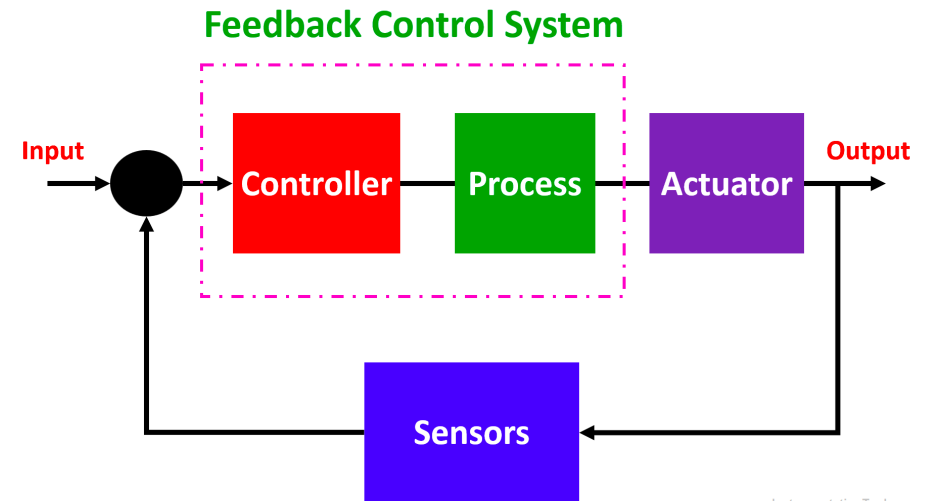 Feedback Control System
Input
Controller
Process
Actuator
Output
Sensors